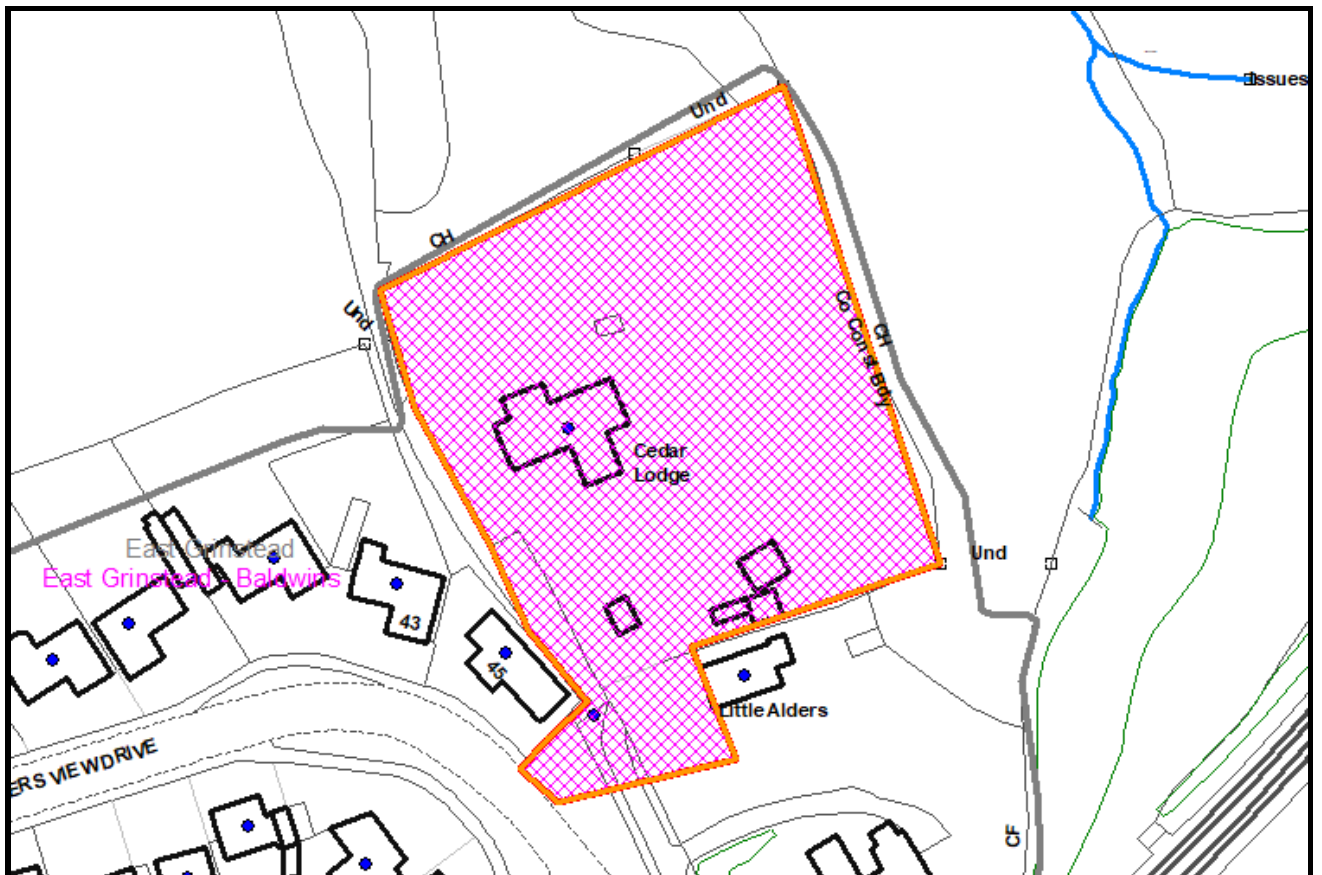 Issues
Und
CH
Und
Co Const Bdy
CH
Cedar
Lodge
East Grinstead
East Grinstead - Baldwins
Und
43
45
Little Alders
ERS VIEW DRIVE
CF